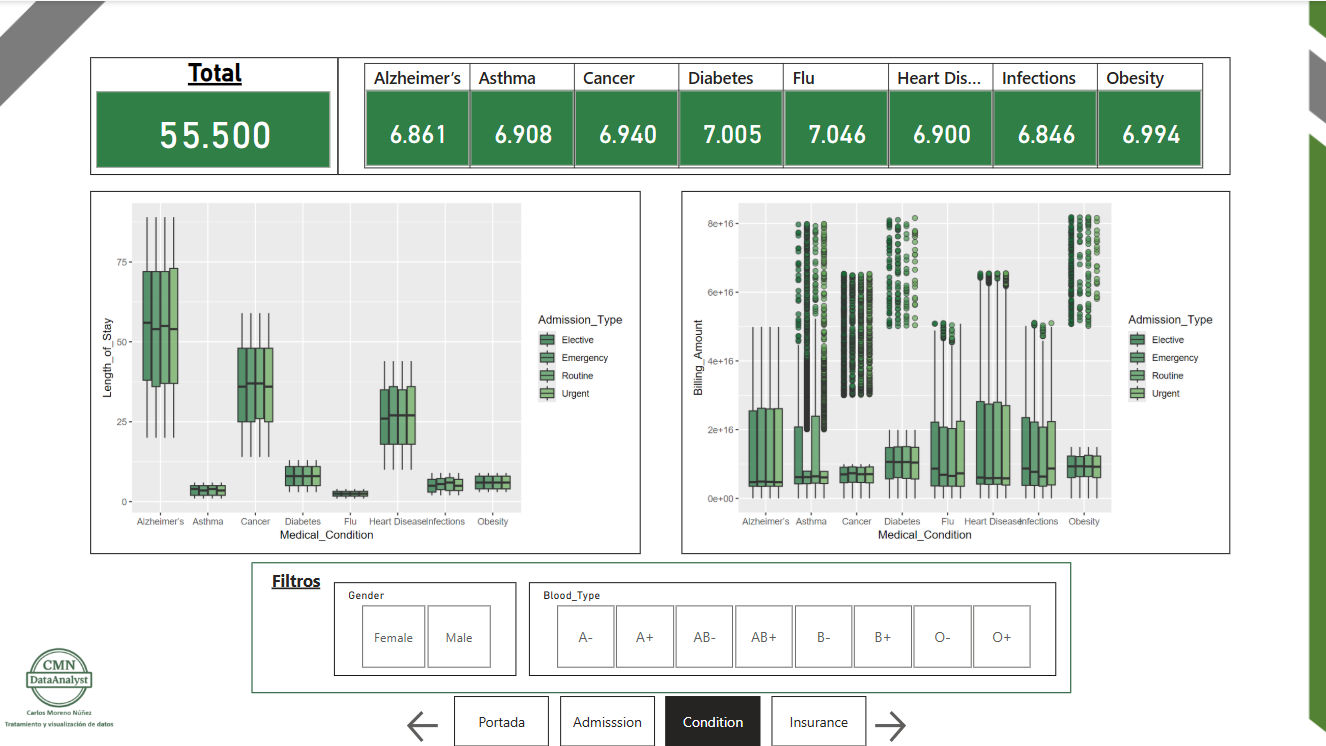 Total
55.500
Alzheimer's Asthma Cancer Diabetes Flu Heart Dis... Infections Obesity
6.861 6.908 6.940 7.005 7.046 6.900 6.846 6.994
Length_of_Stay
75
50
25
0
Alzheimer's Asthma Cancer Diabetes Flu Heart Disease Infections Obesity
Medical_Condition
Admission_Type
Elective
Emergency
Routine
Urgent
Billing_Amount
8e+16
6e+16
4e+16
2e+16
0e+00
Alzheimer's Asthma Cancer Diabetes Flu Heart Disease Infections Obesity
Medical_Condition
Admission_Type
Elective
Emergency
Routine
Urgent
Filtros
Gender
Female Male
Blood_Type
A- A+ AB- AB+ B- B+ O- O+
CMN
DataAnalyst
Carlos Moreno Núñez
Tratamiento y visualización de datos
Portada Admisssion Condition Insurance